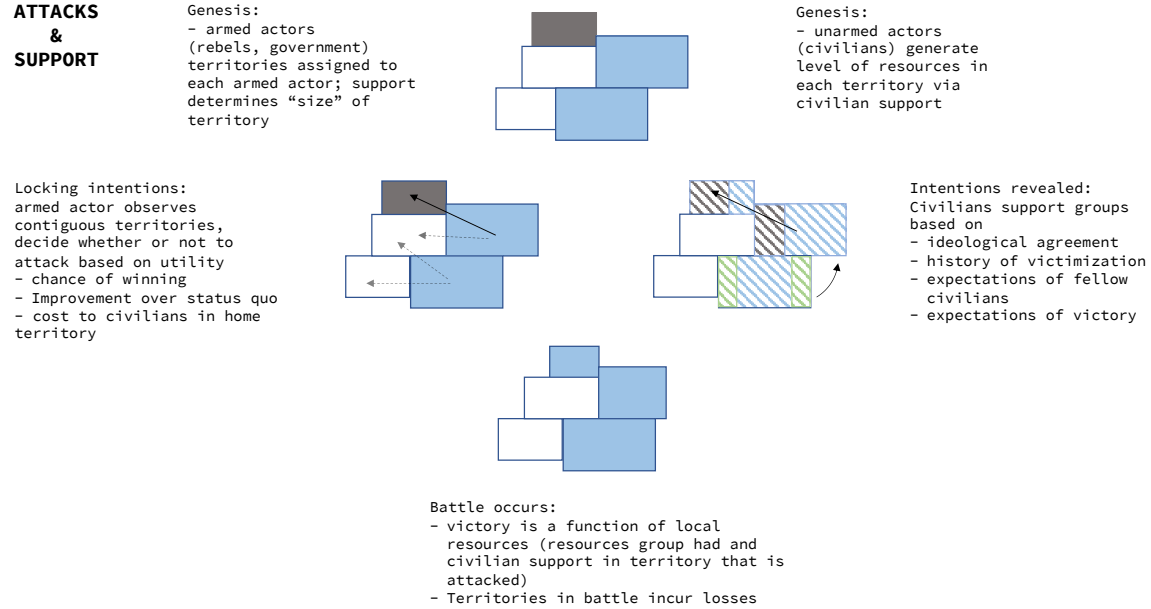 ATTACKS
&
SUPPORT
Genesis:
– armed actors
(rebels, government)
territories assigned to
each armed actor; support
determines “size” of
territory
Genesis:
– unarmed actors
(civilians) generate
level of resources in
each territory via
civilian support
Locking intentions:
armed actor observes
contiguous territories,
decide whether or not to
attack based on utility
– chance of winning
– Improvement over status quo
– cost to civilians in home
territory
Intentions revealed:
Civilians support groups
based on
– ideological agreement
– history of victimization
– expectations of fellow
civilians
– expectations of victory
Battle occurs:
– victory is a function of local
resources (resources group had and
civilian support in territory that is
attacked)
– Territories in battle incur losses